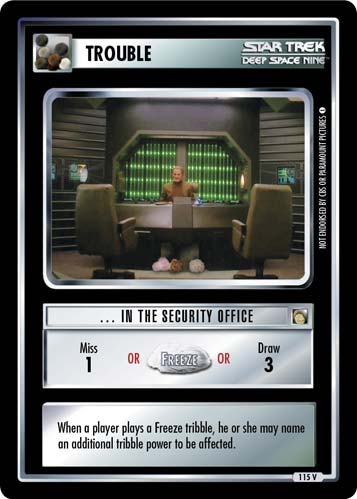 TROUBLE
STAR TREK
DEEP SPACE NINE
NOT ENDORSED BY CBS OR PARAMOUNT PICTURES
... IN THE SECURITY OFFICE
Miss OR FREEZE OR Draw
1 3
When a player plays a Freeze tribble, he or she may name
an additional tribble power to be affected.
115 V